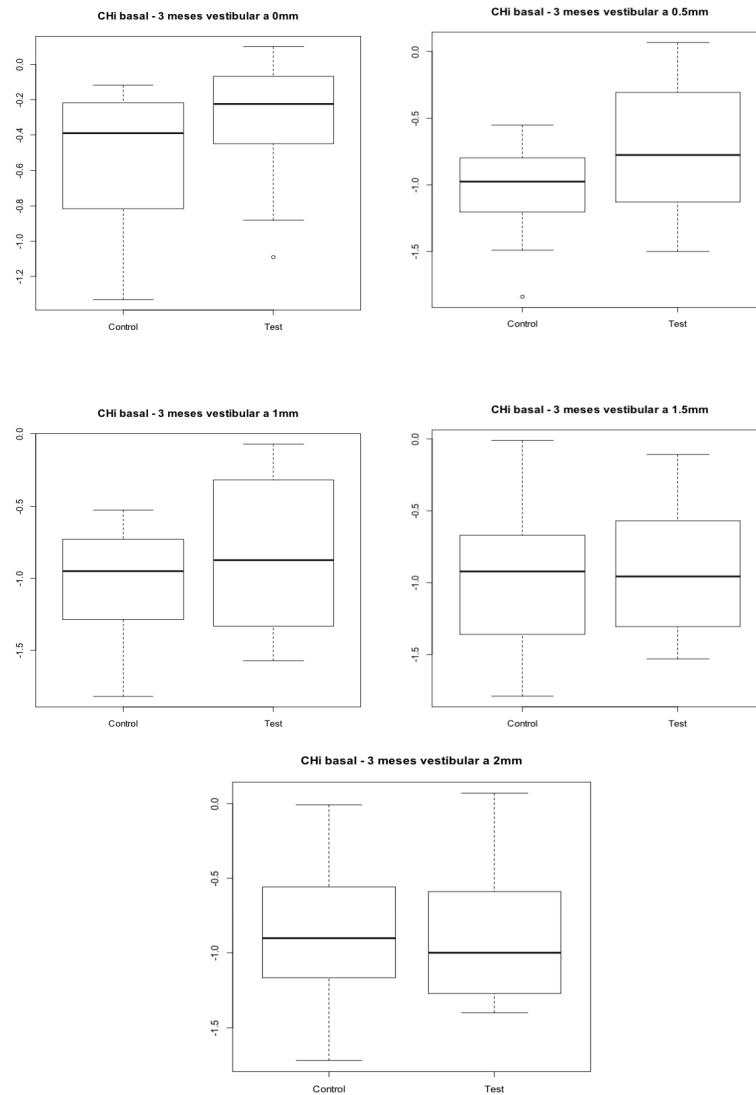 CHi basal - 3 meses vestibular a 0mm
0.0
-0.2
-0.4
-0.6
-0.8
-1.0
-1.2
Control Test
CHi basal - 3 meses vestibular a 0.5mm
0.0
-0.5
-1.0
-1.5
Control Test
CHi basal - 3 meses vestibular a 1mm
0.0
-0.5
-1.0
-1.5
Control Test
CHi basal - 3 meses vestibular a 1.5mm
0.0
-0.5
-1.0
-1.5
Control Test
CHi basal - 3 meses vestibular a 2mm
0.0
-0.5
-1.0
-1.5
Control Test